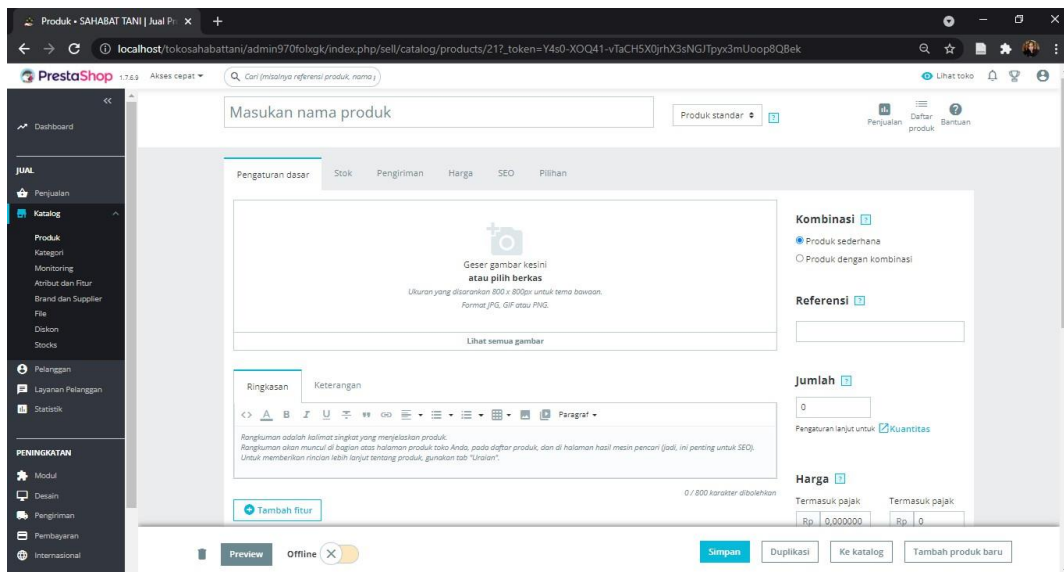 Produk • SAHABAT TANI | Jual Pr
localhost/tokosahabattani/admin970folxgk/index.php/sell/catalog/products/21?_token=Y4s0-XOQ41-vTaCH5X0jrhX3sNGJTpyx3mUoop8QBek
PrestaShop 1.7.6.9 Akses cepat
Cari (misalnya referensi produk, nama p
Lihat toko
Masukan nama produk
Produk standar
Penjualan
Daftar produk
Bantuan
Dashboard
JUAL
Penjualan
Katalog
Produk
Kategori
Monitoring
Atribut dan Fitur
Brand dan Supplier
File
Diskon
Stocks
Pelanggan
Layanan Pelanggan
Statistik
PENINGKATAN
Modul
Desain
Pengiriman
Pembayaran
Internasional
Pengaturan dasar Stok Pengiriman Harga SEO Pilihan
Geser gambar kesini
atau pilih berkas
Ukuran yang disarankan 800 x 800px untuk tema bawaan.
Format JPG, GIF atau PNG.
Lihat semua gambar
Ringkasan Keterangan
Paragraf
Rangkuman adalah kalimat singkat yang menjelaskan produk.
Rangkuman akan muncul di bagian atas halaman produk toko Anda, pada daftar produk, dan di halaman hasil mesin pencari (jadi, ini penting untuk SEO).
Untuk memberikan rincian lebih lanjut tentang produk, gunakan tab "Uraian".
0 / 800 karakter dibolehkan
Tambah fitur
Kombinasi
Produk sederhana
Produk dengan kombinasi
Referensi
Jumlah
0
Pengaturan lanjut untuk Kuantitas
Harga
Termasuk pajak Termasuk pajak
Rp 0,000000 Rp 0
Preview Offline Simpan Duplikasi Ke katalog Tambah produk baru